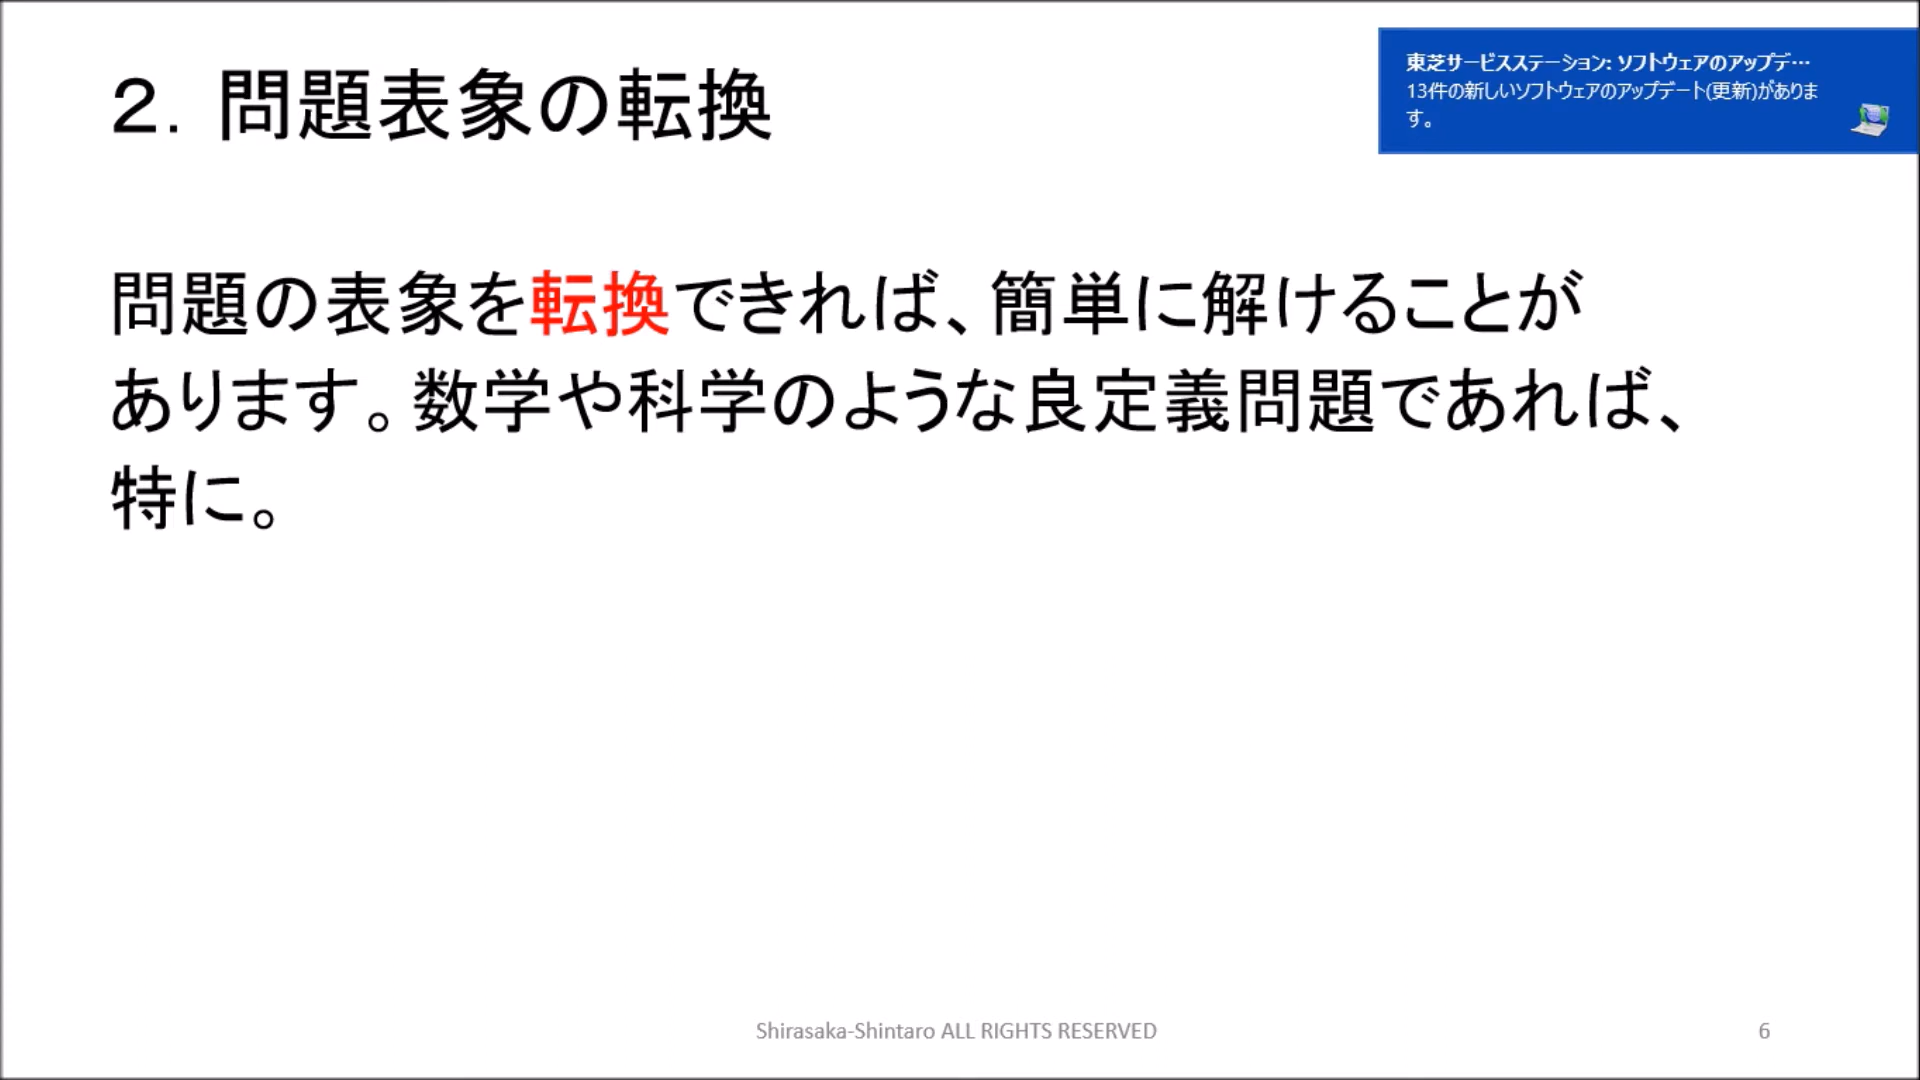 ２．問題表象の転換
東芝サービスステーション: ソフトウェアのアップデ…
13件の新しいソフトウェアのアップデート(更新)がありま
す。
問題の表象を転換できれば、簡単に解けることが
あります。数学や科学のような良定義問題であれば、
特に。
Shirasaka-Shintaro ALL RIGHTS RESERVED
6